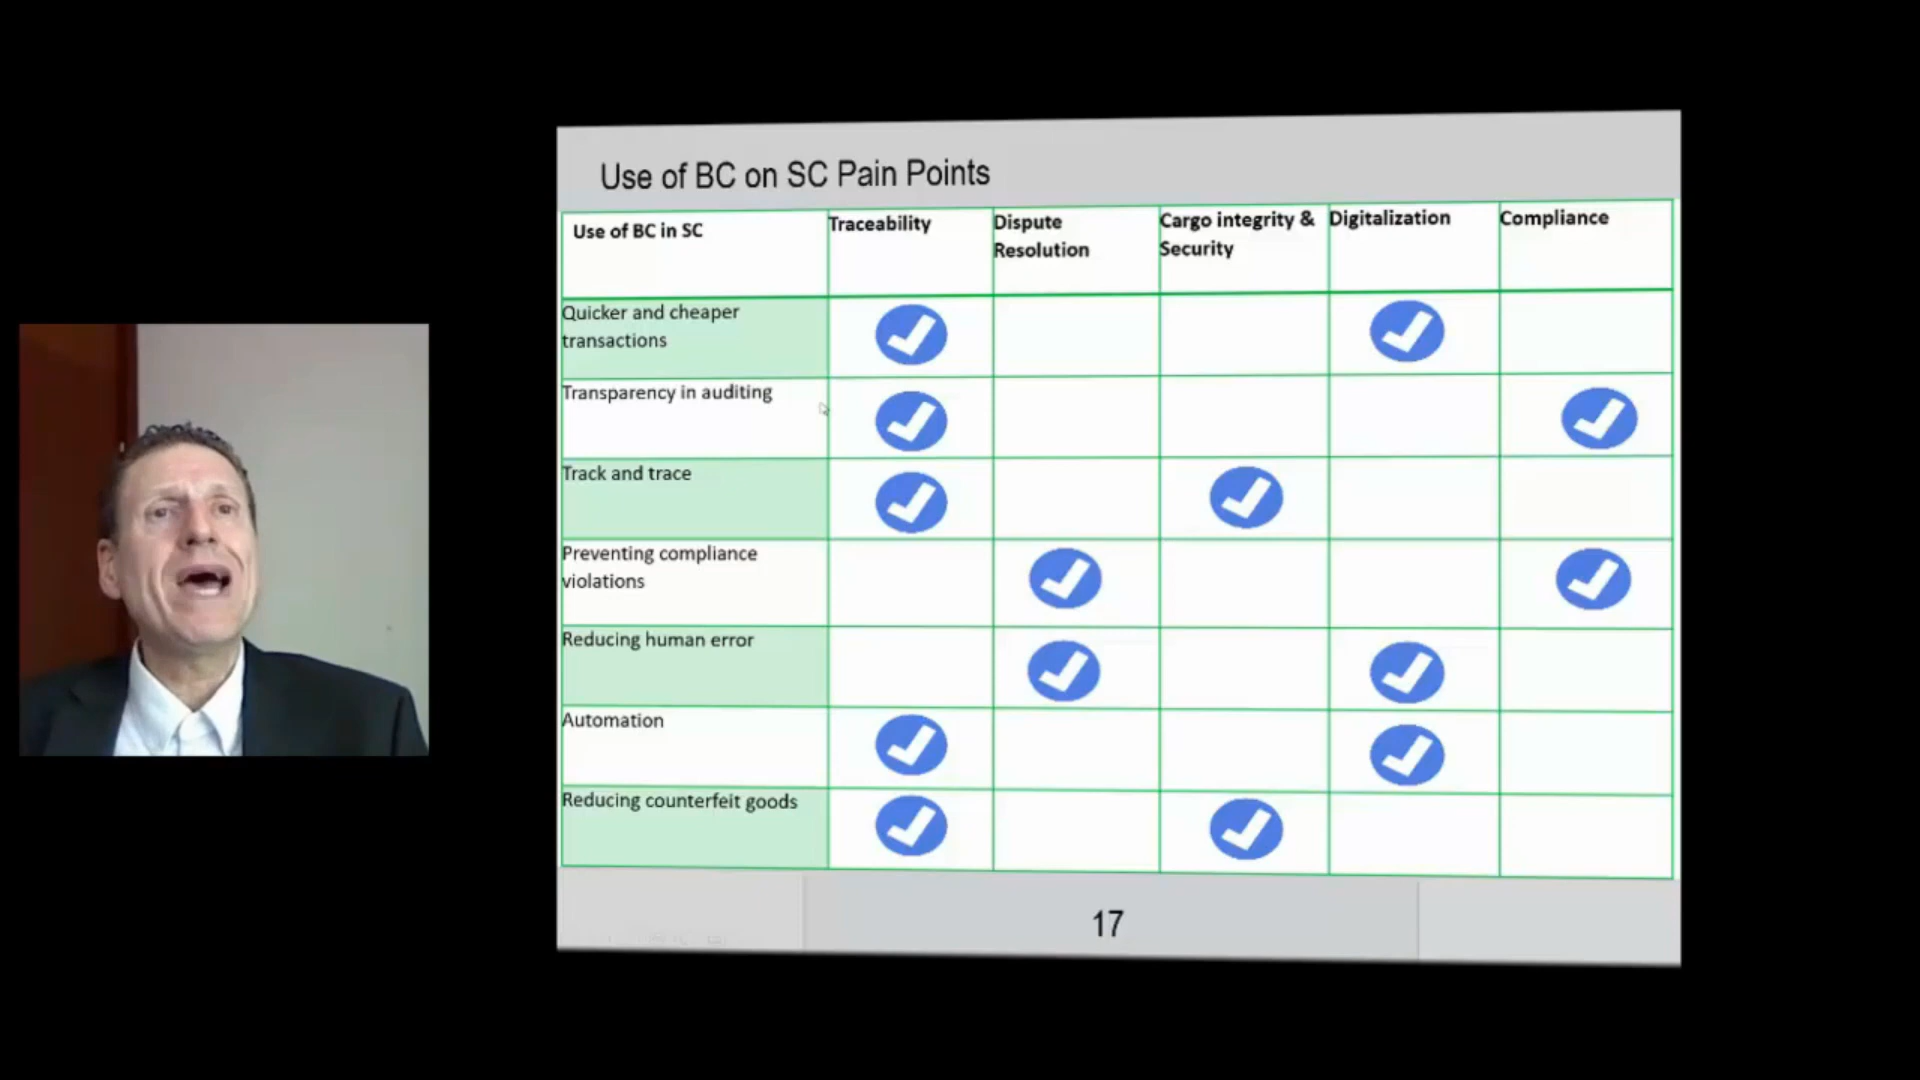 Use of BC on SC Pain Points
Use of BC in SC
Traceability
Dispute
Resolution
Cargo integrity &
Security
Digitalization
Compliance
Quicker and cheaper
transactions
Transparency in auditing
Track and trace
Preventing compliance
violations
Reducing human error
Automation
Reducing counterfeit goods
17